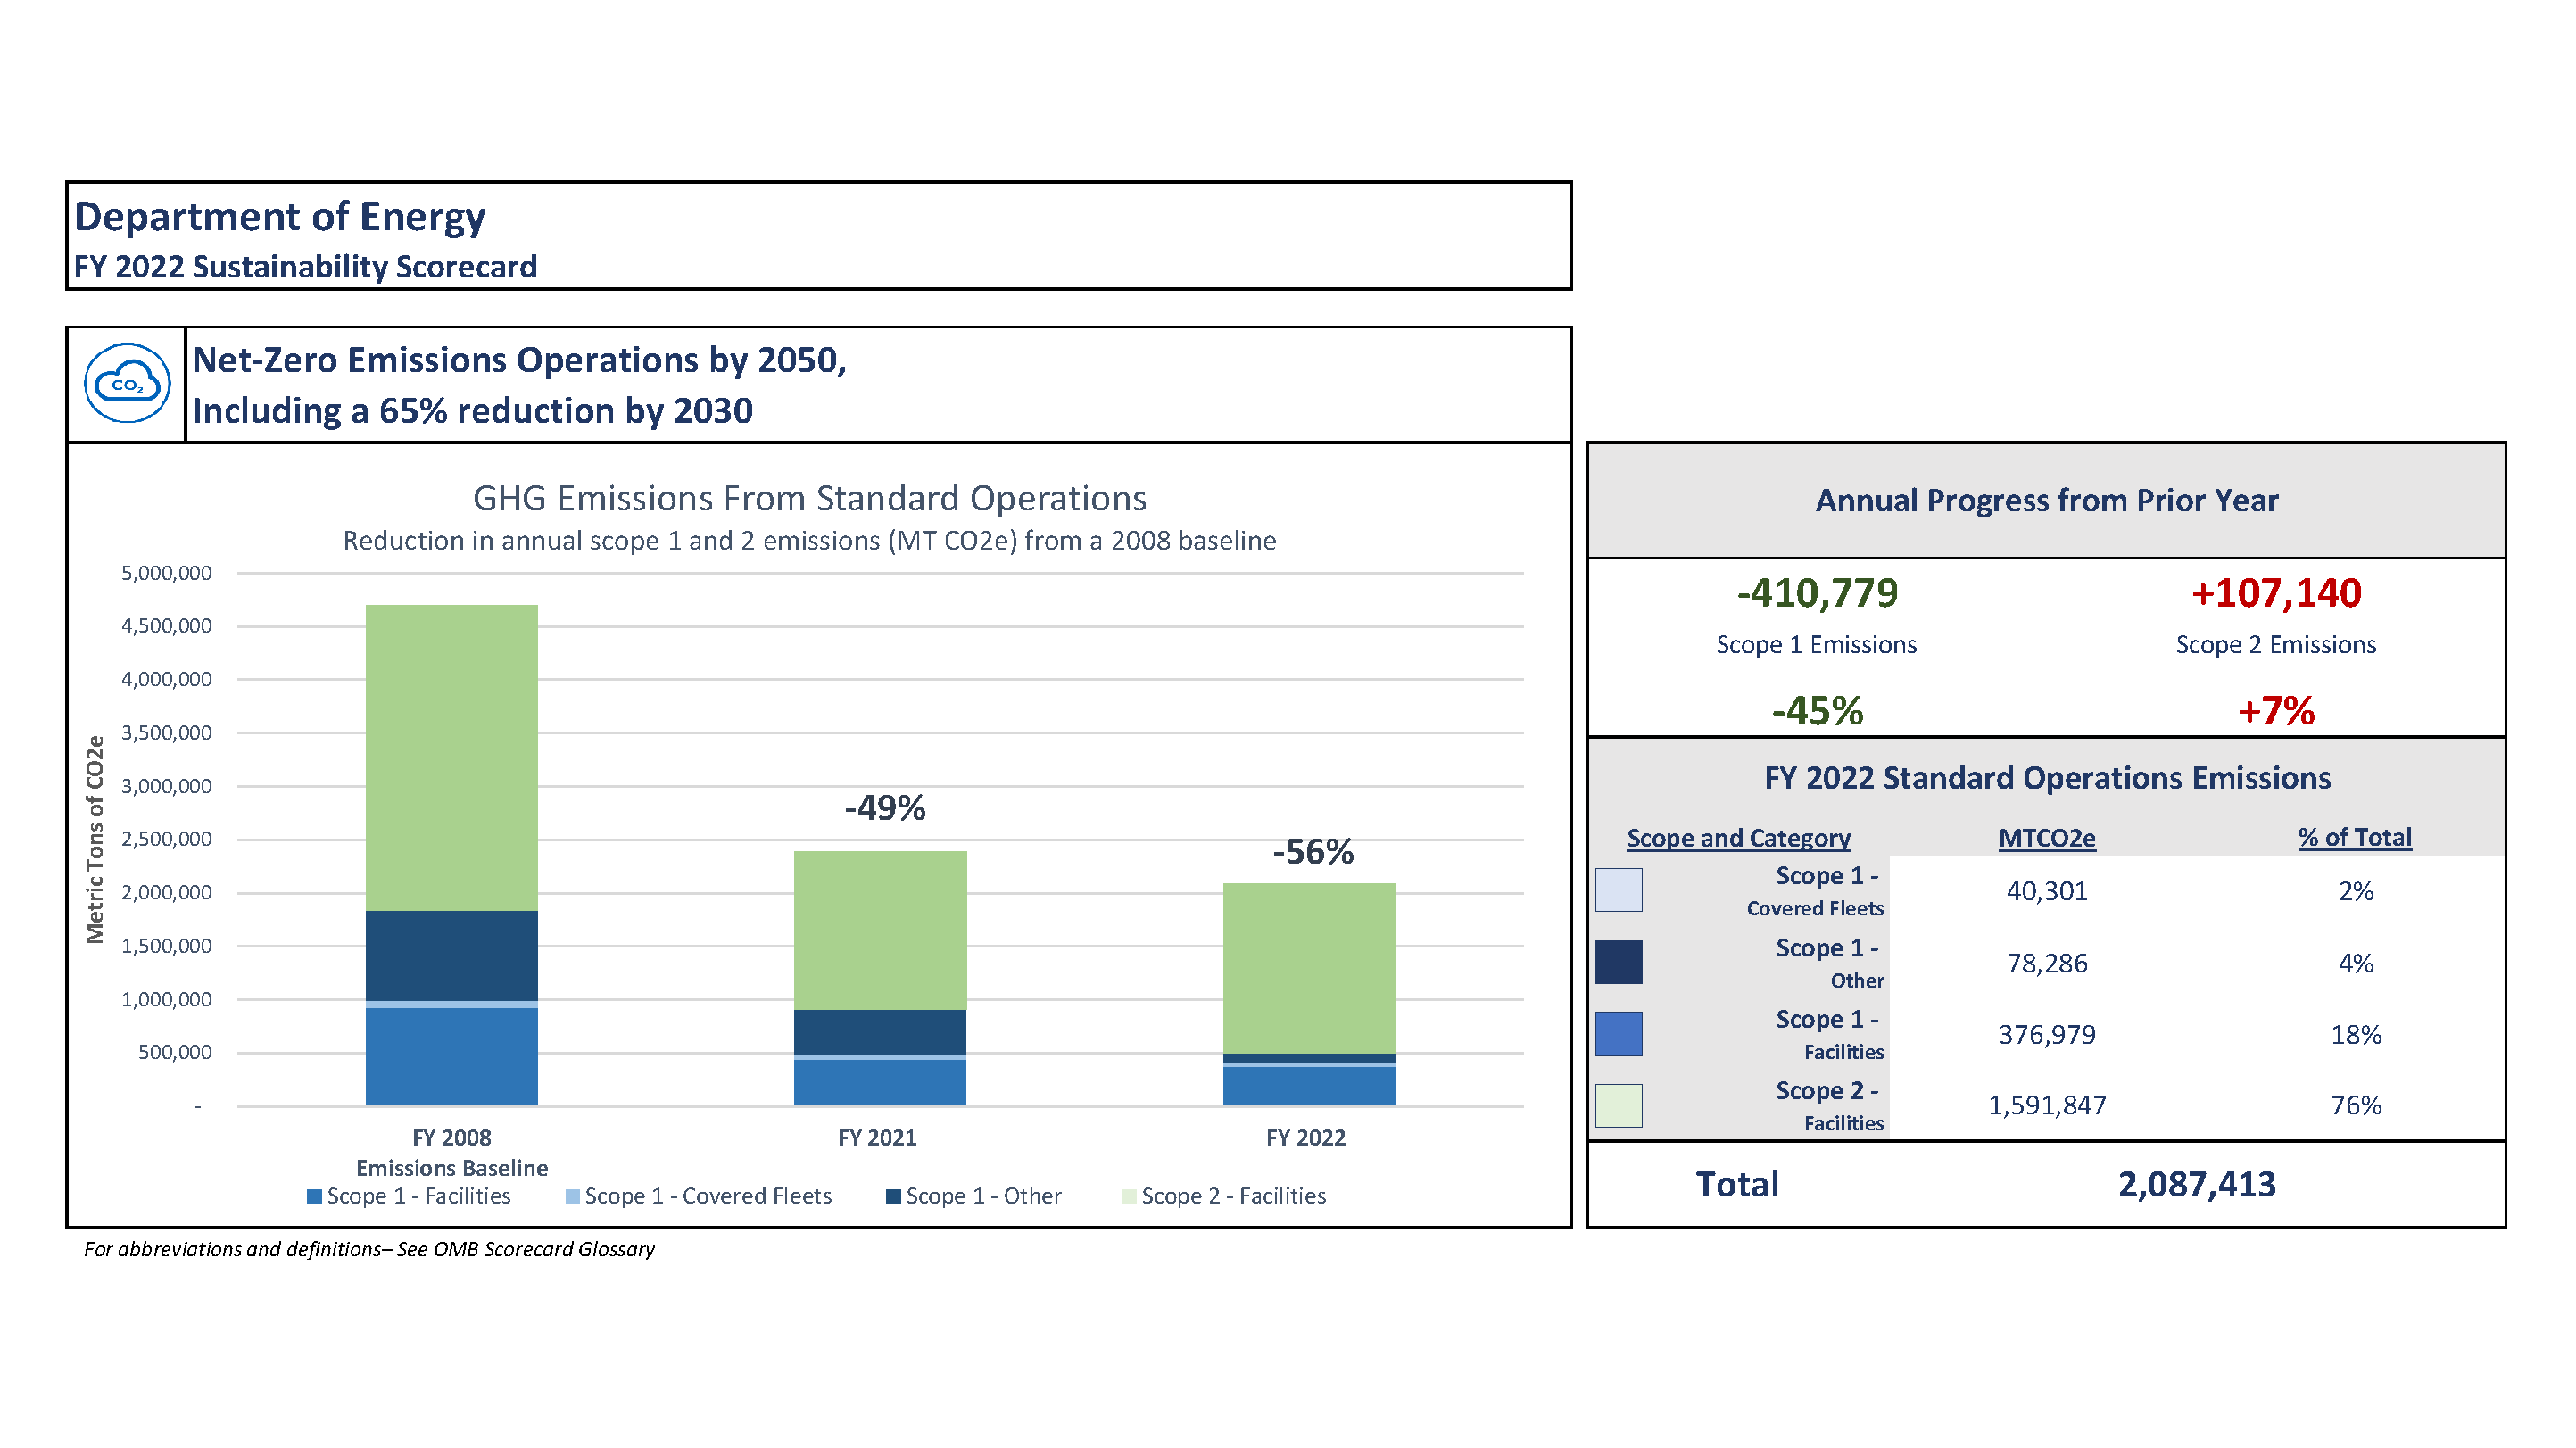 Department of Energy
FY 2022 Sustainability Scorecard
CO₂
Net-Zero Emissions Operations by 2050,
Including a 65% reduction by 2030
GHG Emissions From Standard Operations
Reduction in annual scope 1 and 2 emissions (MT CO2e) from a 2008 baseline
Metric Tons of CO2e
5,000,000
4,500,000
4,000,000
3,500,000
3,000,000
2,500,000
2,000,000
1,500,000
1,000,000
500,000
-
-49%
-56%
FY 2008
Emissions Baseline
FY 2021
FY 2022
Scope 1 - Facilities
Scope 1 - Covered Fleets
Scope 1 - Other
Scope 2 - Facilities
Annual Progress from Prior Year
-410,779
+107,140
Scope 1 Emissions
Scope 2 Emissions
-45%
+7%
FY 2022 Standard Operations Emissions
Scope and Category MTCO2e % of Total
Scope 1 -
Covered Fleets
40,301 2%
Scope 1 -
Other
78,286 4%
Scope 1 -
Facilities
376,979 18%
Scope 2 -
Facilities
1,591,847 76%
Total 2,087,413
For abbreviations and definitions– See OMB Scorecard Glossary